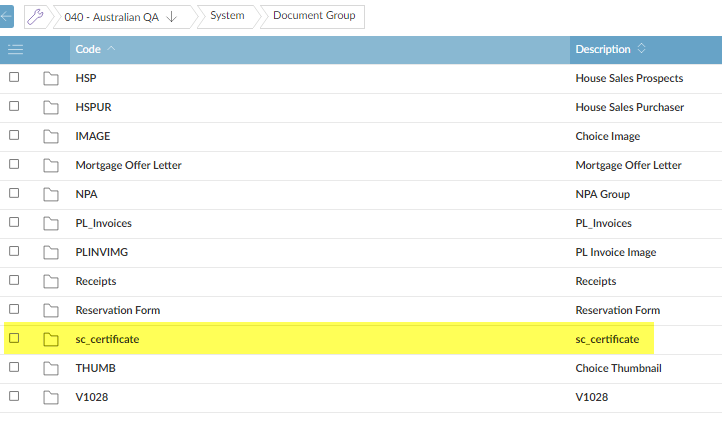 040 - Australian QA System Document Group
Code Description
HSP House Sales Prospects
HSPUR House Sales Purchaser
IMAGE Choice Image
Mortgage Offer Letter Mortgage Offer Letter
NPA NPA Group
PL_Invoices PL_Invoices
PLINVIMG PL Invoice Image
Receipts Receipts
Reservation Form Reservation Form
sc_certificate sc_certificate
THUMB Choice Thumbnail
V1028 V1028